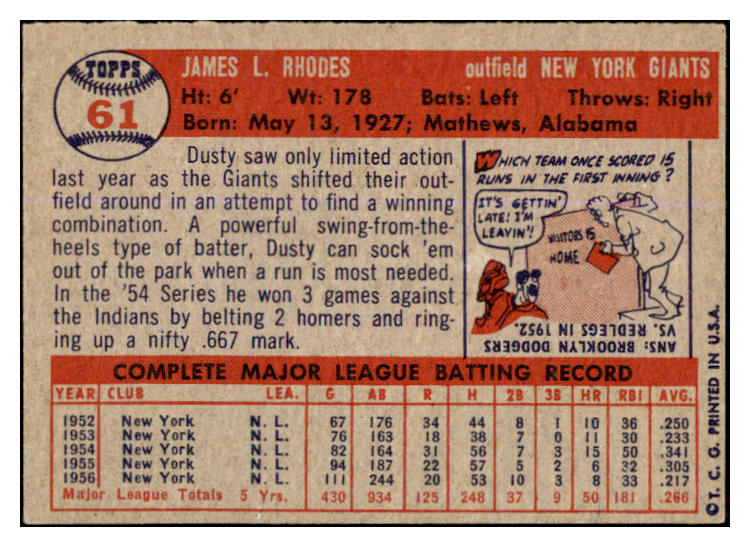 TOPPS
61
JAMES L. RHODES outfield NEW YORK GIANTS
Ht: 6' Wt: 178 Bats: Left Throws: Right
Born: May 13, 1927; Mathews, Alabama
Dusty saw only limited action
last year as the Giants shifted their out-
field around in an attempt to find a winning
combination. A powerful swing-from-the-
heels type of batter, Dusty can sock 'em
out of the park when a run is most needed.
In the '54 Series he won 3 games against
the Indians by belting 2 homers and ring-
ing up a nifty .667 mark.
WHICH TEAM ONCE SCORED 15
RUNS IN THE FIRST INNING?
IT'S GETTIN'
LATE! I'M
LEAVIN'!
VISITORS 15
HOME
ANS: BROOKLYN DODGERS
VS. REDLEGS IN 1952.
COMPLETE MAJOR LEAGUE BATTING RECORD
YEAR CLUB LEA. G AB R H 2B 3B HR RBI AVG.
1952 New York N. L. 67 176 34 44 8 1 10 36 .250
1953 New York N. L. 76 163 18 38 7 0 11 30 .233
1954 New York N. L. 82 164 31 56 7 3 15 50 .341
1955 New York N. L. 94 187 22 57 5 2 6 32 .305
1956 New York N. L. 111 244 20 53 10 3 8 33 .217
Major League Totals 5 Yrs. 430 934 125 248 37 9 50 181 .266
© T. C. G. PRINTED IN U.S.A.